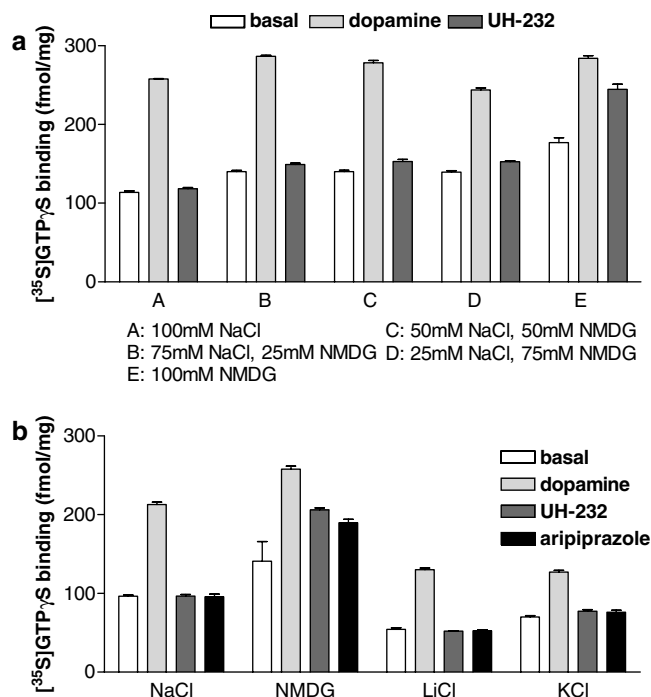 basal dopamine UH-232
a
[35S]GTPγS binding (fmol/mg)
300
200
100
0
A B C D E
A: 100mM NaCl C: 50mM NaCl, 50mM NMDG
B: 75mM NaCl, 25mM NMDG D: 25mM NaCl, 75mM NMDG
E: 100mM NMDG
b
[35S]GTPγS binding (fmol/mg)
300
200
100
0
basal
dopamine
UH-232
aripiprazole
NaCl NMDG LiCl KCl